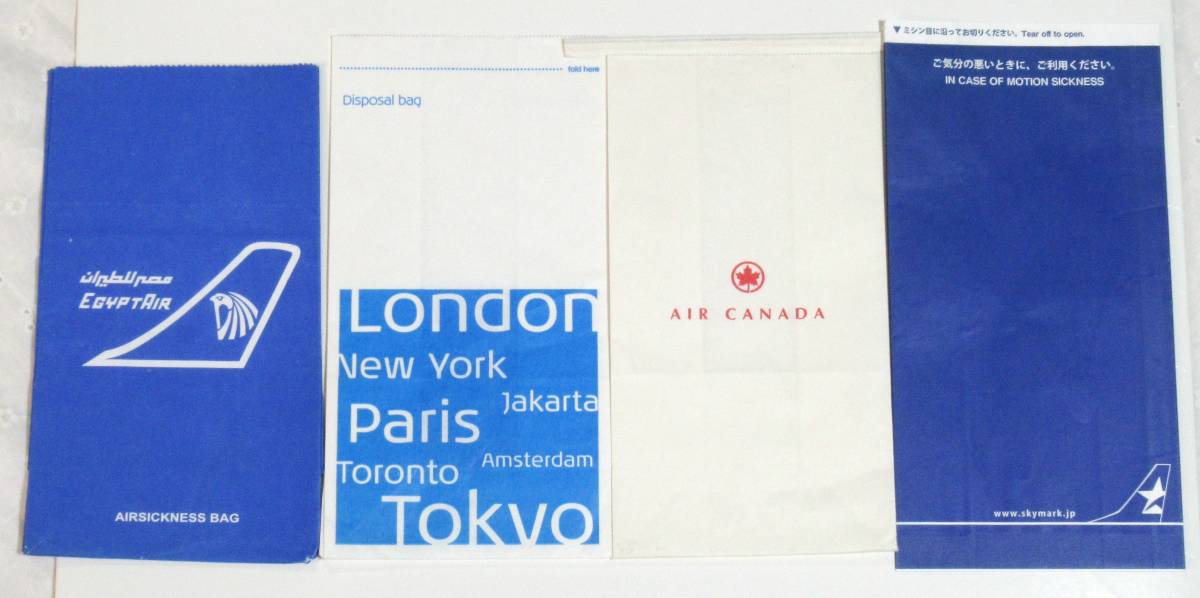 مصر للطيران
EGYPTAIR
AIRSICKNESS BAG
fold here
Disposal bag
London
New York
Jakarta
Paris
Amsterdam
Toronto
Tokyo
AIR CANADA
▼ミシン目に沿ってお切りください。Tear off to open.
ご気分の悪いときに、ご利用ください。
IN CASE OF MOTION SICKNESS
www.skymark.jp